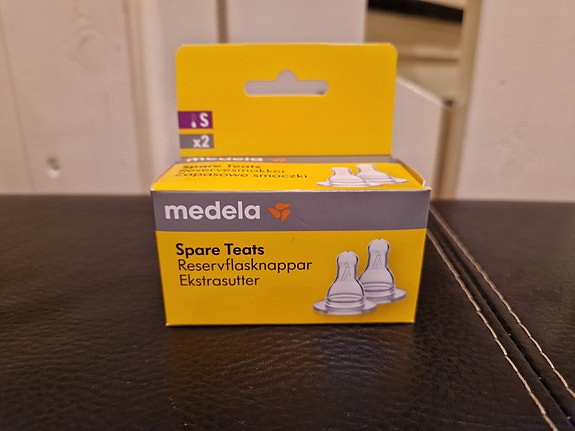 S
x2
medela
Spare Teats
Reservesmokker
Zapasowe smoczki
medela
Spare Teats
Reservflasknappar
Ekstrasutter